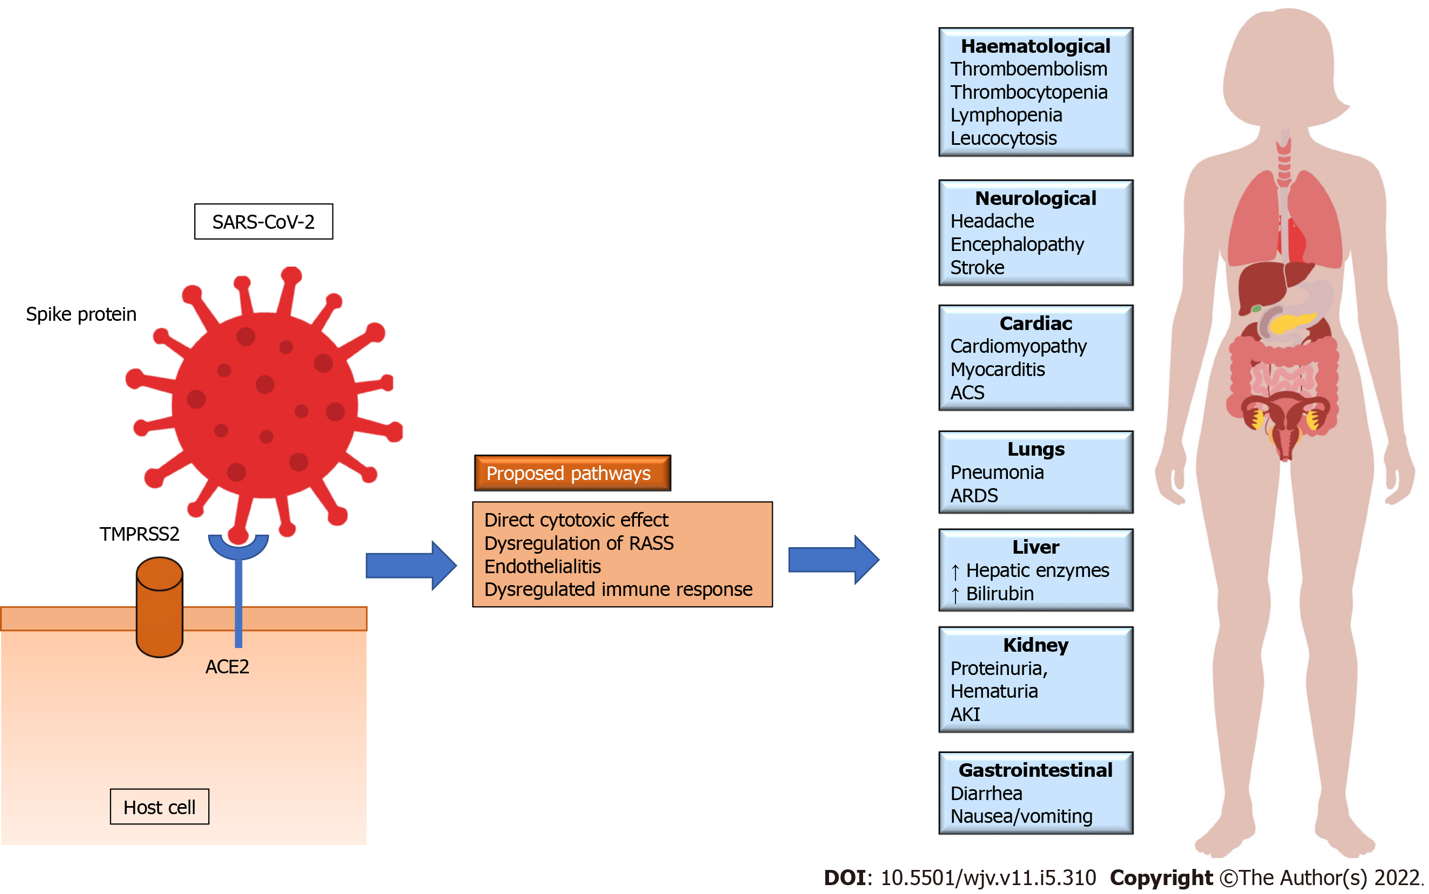 SARS-CoV-2
Spike protein
TMPRSS2
ACE2
Host cell
Proposed pathways
Direct cytotoxic effect
Dysregulation of RASS
Endothelialitis
Dysregulated immune response
Haematological
Thromboembolism
Thrombocytopenia
Lymphopenia
Leucocytosis
Neurological
Headache
Encephalopathy
Stroke
Cardiac
Cardiomyopathy
Myocarditis
ACS
Lungs
Pneumonia
ARDS
Liver
↑ Hepatic enzymes
↑ Bilirubin
Kidney
Proteinuria,
Hematuria
AKI
Gastrointestinal
Diarrhea
Nausea/vomiting
DOI: 10.5501/wjv.v11.i5.310 Copyright ©The Author(s) 2022.